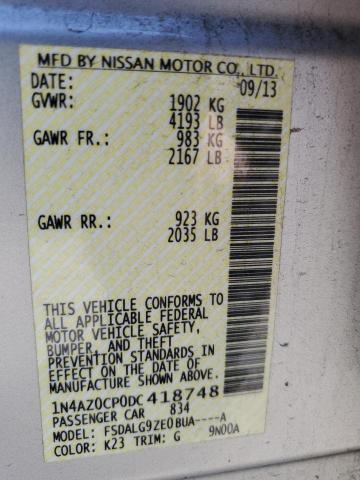 MFD BY NISSAN MOTOR CO., LTD.
DATE: 09/13
GVWR: 1902 KG
4193 LB
GAWR FR.: 983 KG
2167 LB
GAWR RR.: 923 KG
2035 LB
THIS VEHICLE CONFORMS TO
ALL APPLICABLE FEDERAL
MOTOR VEHICLE SAFETY,
BUMPER, AND THEFT
PREVENTION STANDARDS IN
EFFECT ON THE DATE OF
MANUFACTURE SHOWN ABOVE.
1N4AZ0CP0DC418748
PASSENGER CAR 834
MODEL: FSDALG9ZE0BUA----A
COLOR: K23 TRIM: G 9N00A